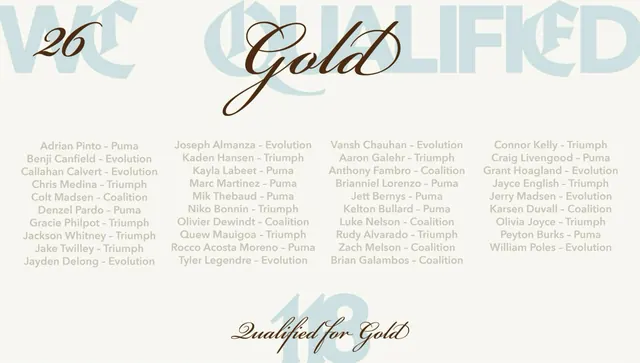 WC QUALIFIED
26 Gold
Adrian Pinto - Puma
Benji Canfield - Evolution
Callahan Calvert - Evolution
Chris Medina - Triumph
Colt Madsen - Coalition
Denzel Pardo - Puma
Gracie Philpot - Triumph
Jackson Whitney - Triumph
Jake Twilley - Triumph
Jayden Delong - Evolution
Joseph Almanza - Evolution
Kaden Hansen - Triumph
Kayla Labeet - Puma
Marc Martinez - Puma
Mik Thebaud - Puma
Niko Bonnin - Triumph
Olivier Dewindt - Coalition
Quew Mauigoa - Triumph
Rocco Acosta Moreno - Puma
Tyler Legendre - Evolution
Vansh Chauhan - Evolution
Aaron Galehr - Triumph
Anthony Fambro - Coalition
Brianniel Lorenzo - Puma
Jett Bernys - Puma
Kelton Bullard - Puma
Luke Nelson - Coalition
Rudy Alvarado - Triumph
Zach Melson - Coalition
Brian Galambos - Coalition
Connor Kelly - Triumph
Craig Livengood - Puma
Grant Hoagland - Evolution
Jayce English - Triumph
Jerry Madsen - Evolution
Karsen Duvall - Coalition
Olivia Joyce - Triumph
Peyton Burks - Puma
William Poles - Evolution
113
Qualified for Gold